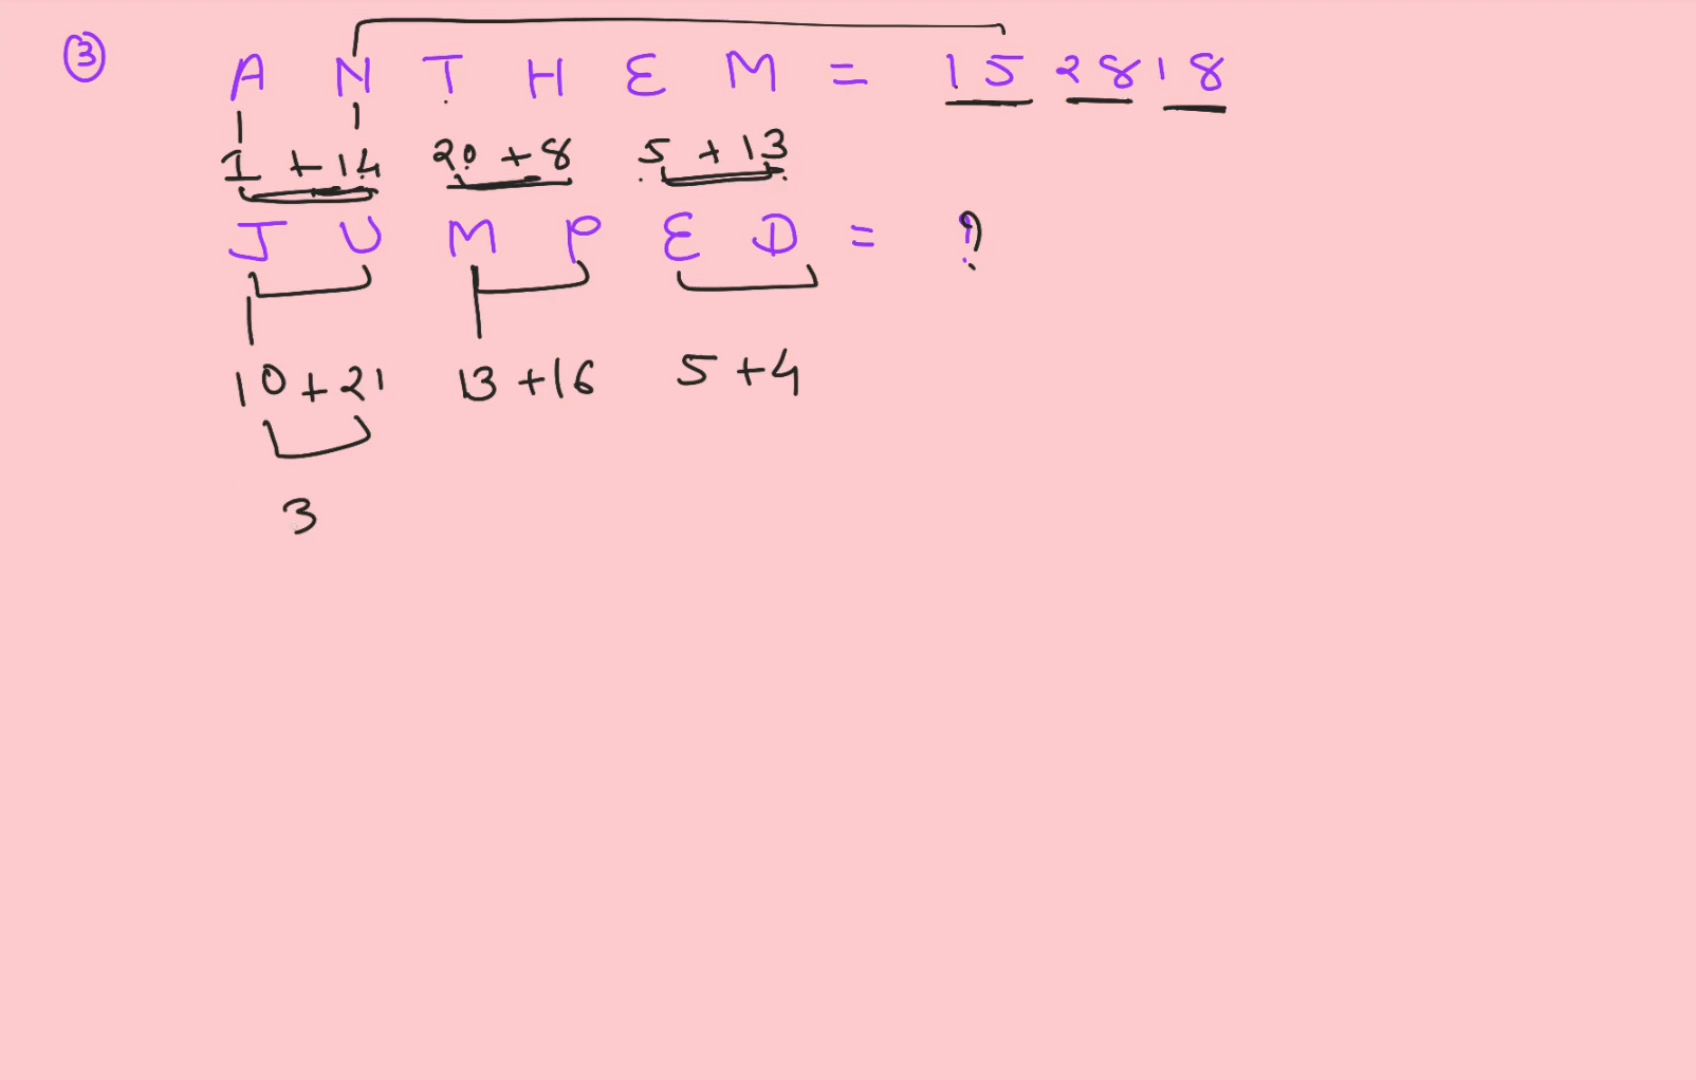 ③ A N T H E M = 15 28 18
1 + 14 20 + 8 5 + 13
J U M P E D = ?
10 + 21 13 + 16 5 + 4
3